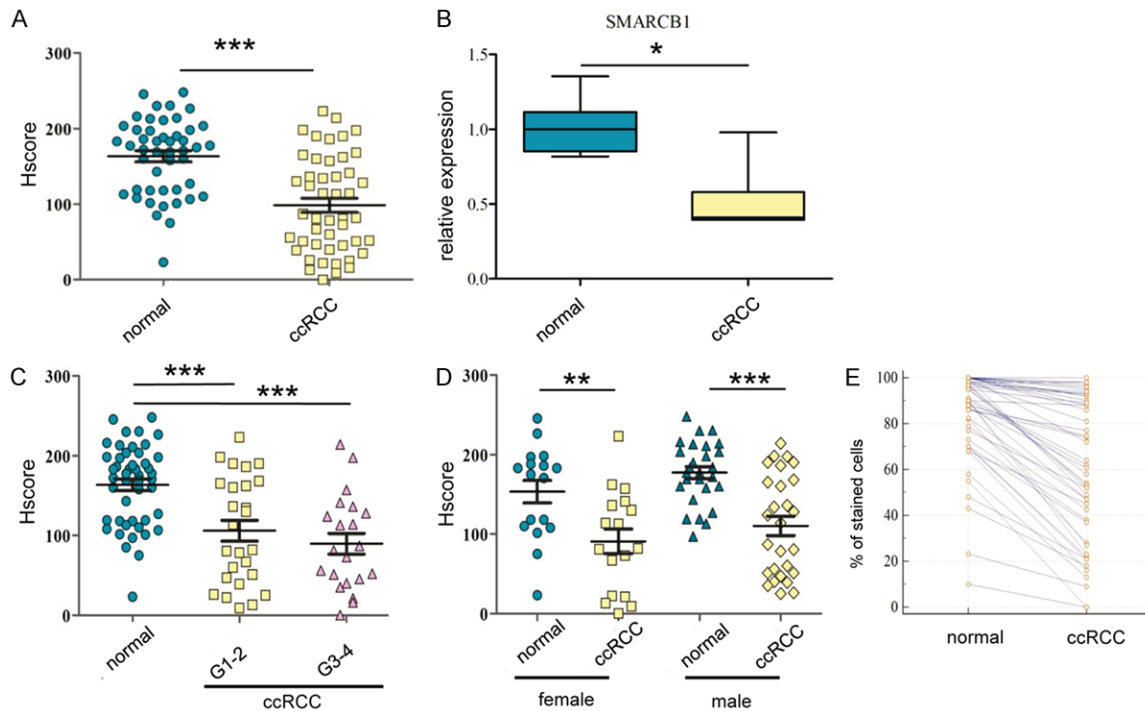 A
***
300
200
100
0
Hscore
normal
ccRCC
B
SMARCB1
*
1.5
1.0
0.5
0.0
relative expression
normal
ccRCC
C
***
***
300
200
100
0
Hscore
normal
G1-2
G3-4
ccRCC
D
**
***
300
200
100
0
Hscore
normal
ccRCC
normal
ccRCC
female
male
E
100
80
60
40
20
0
% of stained cells
normal
ccRCC